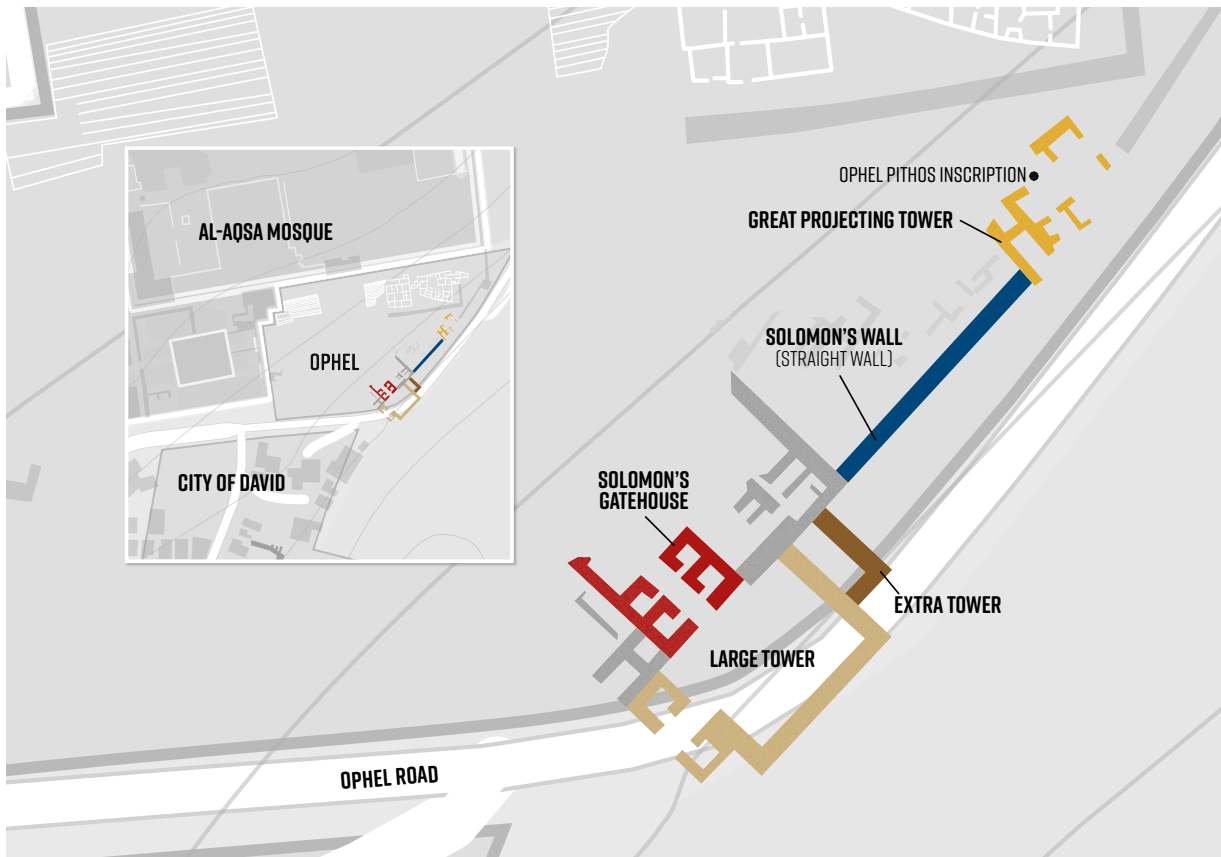 OPHEL PITHOS INSCRIPTION
GREAT PROJECTING TOWER
AL-AQSA MOSQUE
SOLOMON'S WALL
(STRAIGHT WALL)
OPHEL
CITY OF DAVID
SOLOMON'S
GATEHOUSE
EXTRA TOWER
LARGE TOWER
OPHEL ROAD